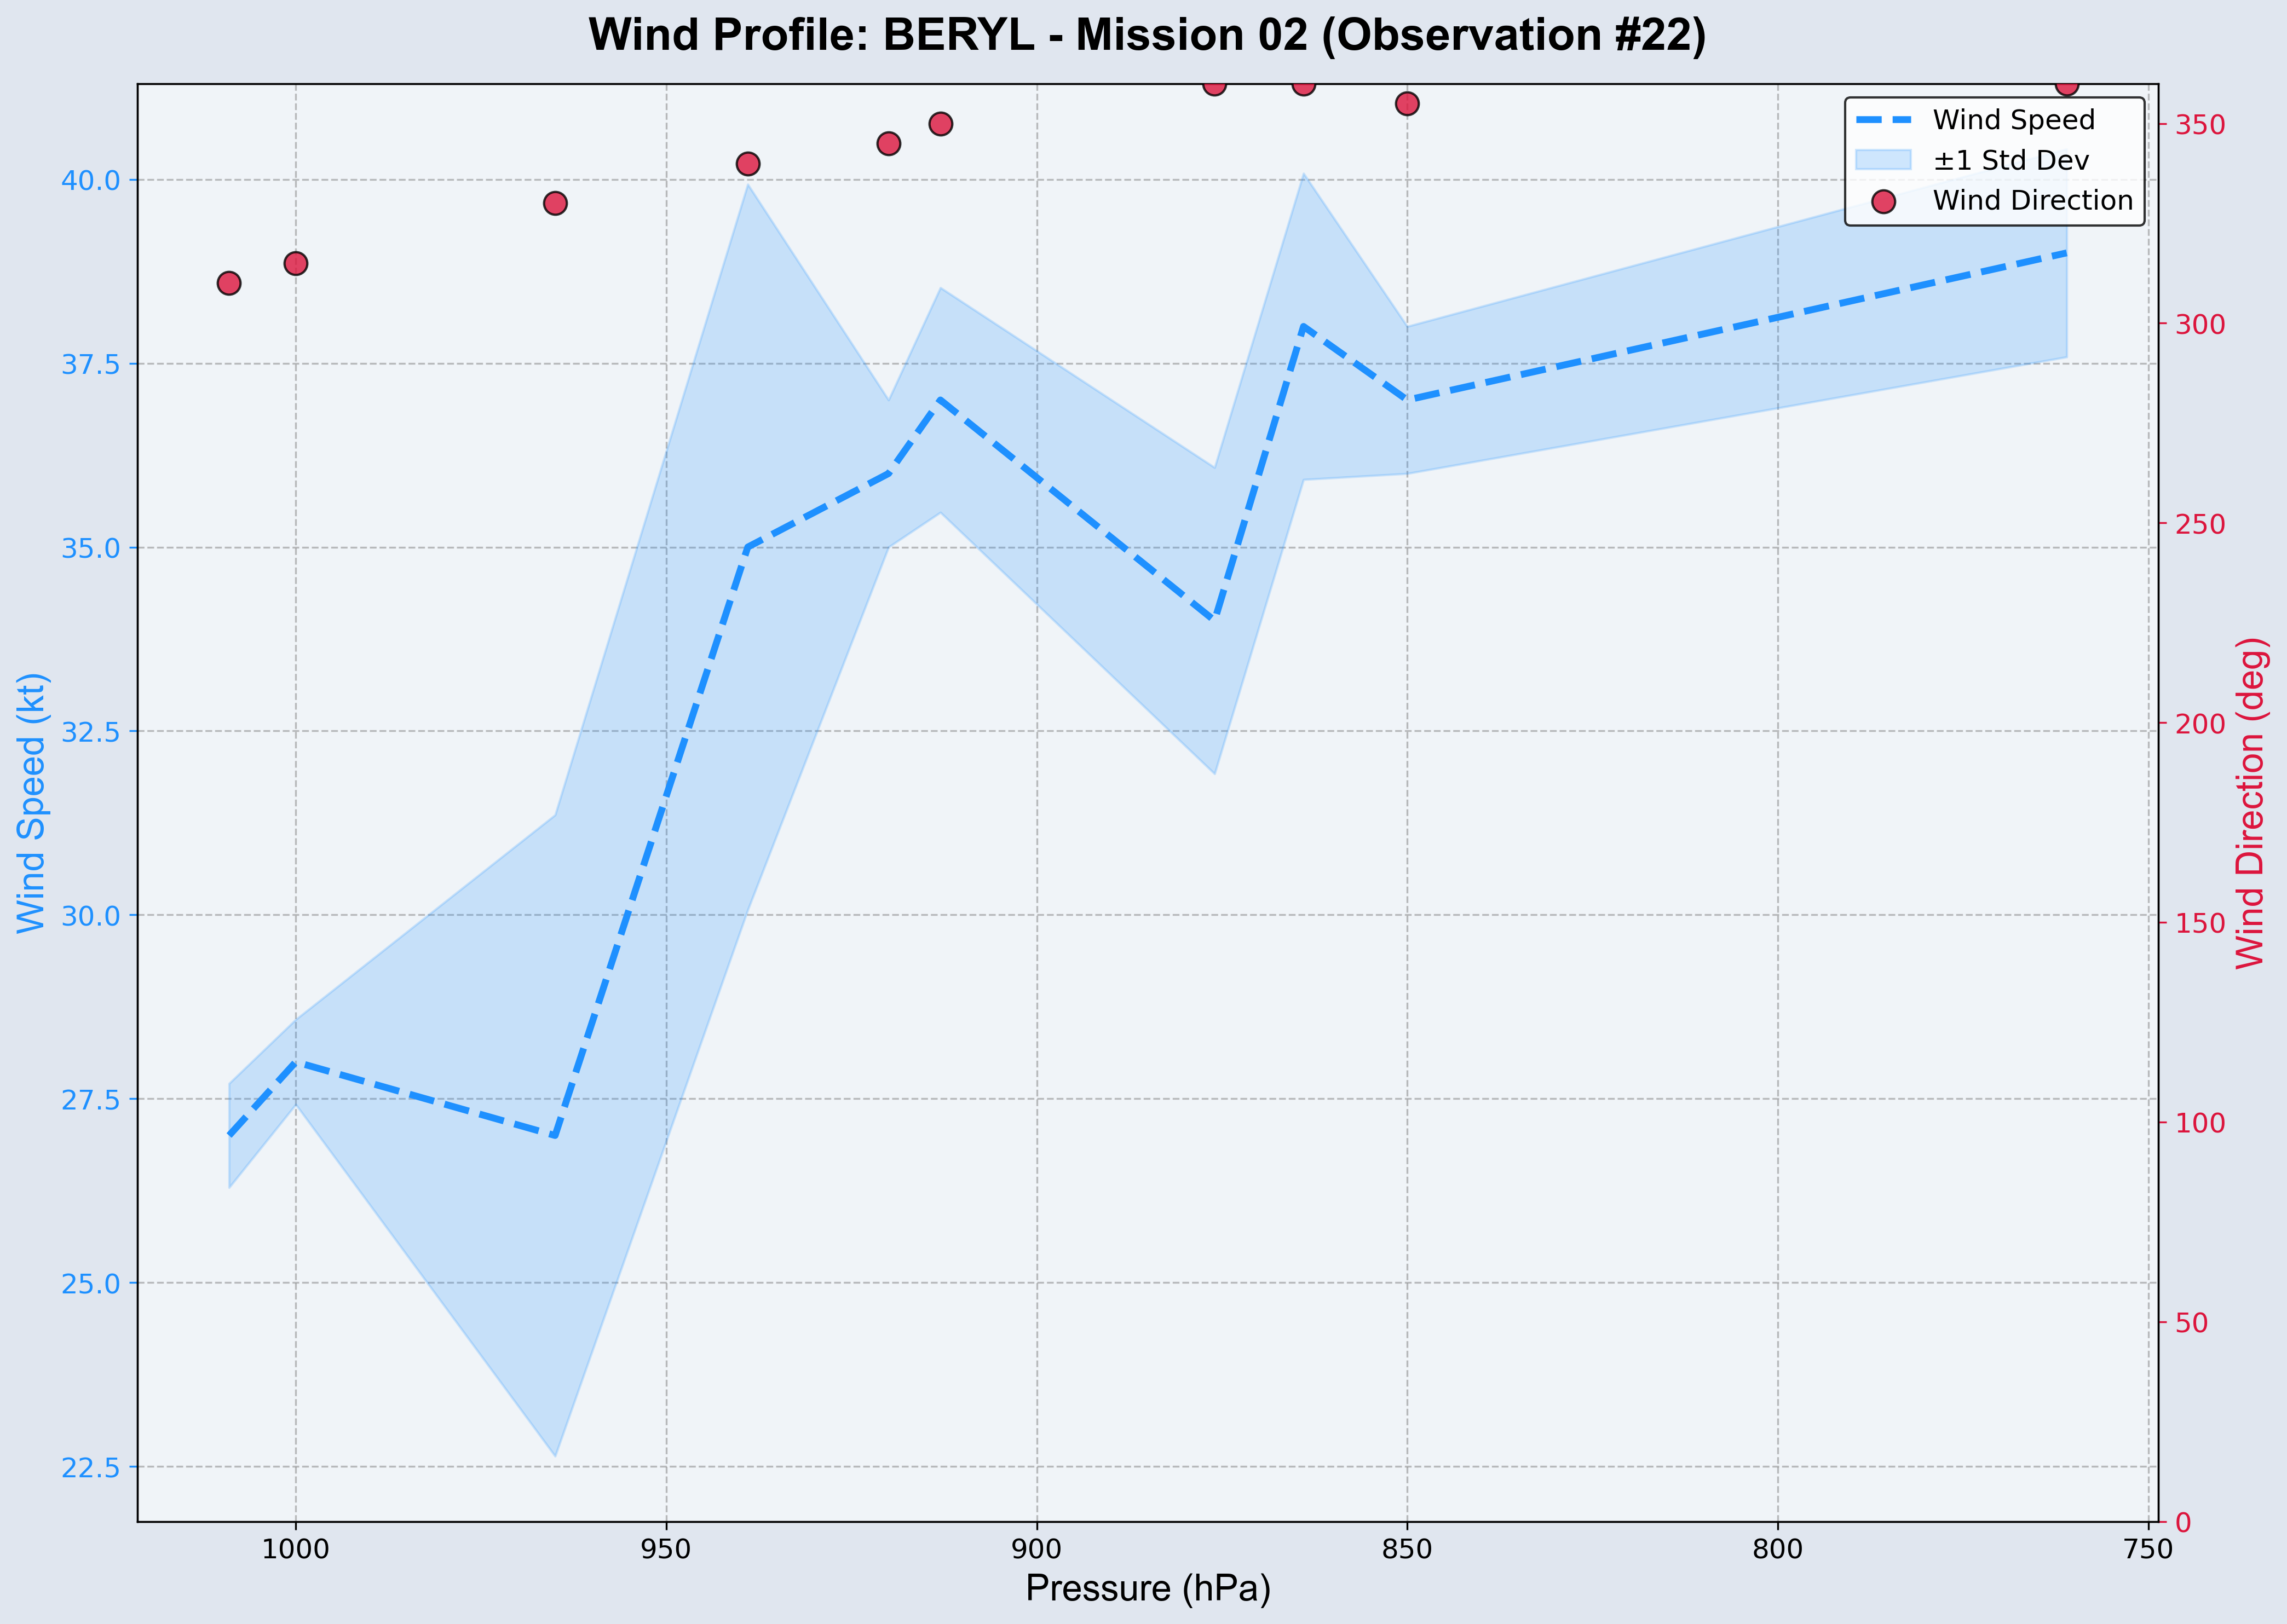 Wind Profile: BERYL - Mission 02 (Observation #22)
Wind Speed
±1 Std Dev
Wind Direction
Wind Speed (kt)
40.0
37.5
35.0
32.5
30.0
27.5
25.0
22.5
350
300
250
200
150
100
50
0
Wind Direction (deg)
1000 950 900 850 800 750
Pressure (hPa)